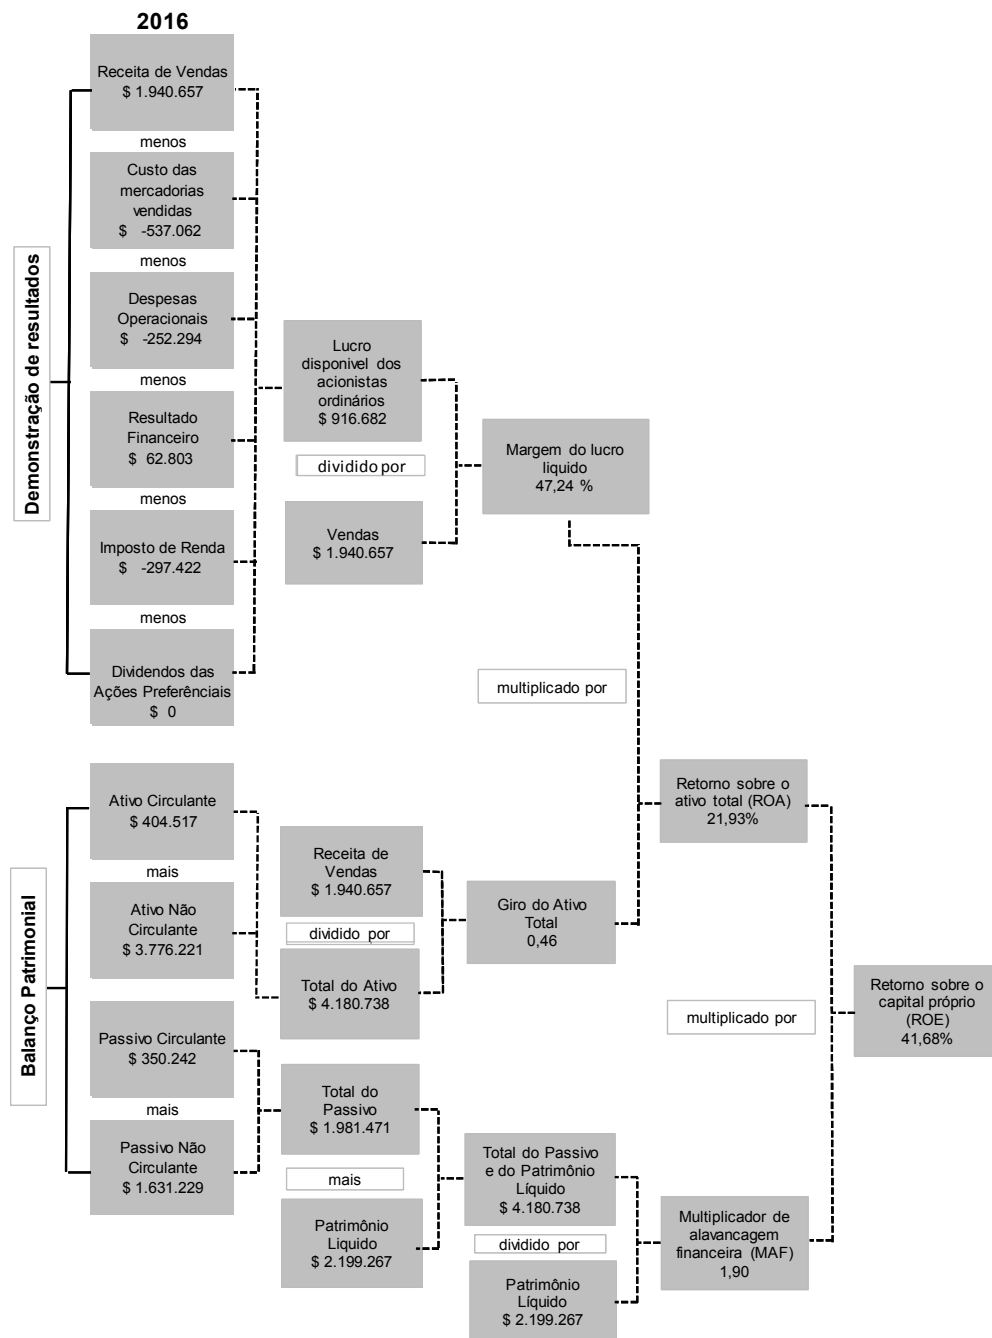 2016
Demonstração de resultados
Receita de Vendas
$ 1.940.657
menos
Custo das
mercadorias
vendidas
$ -537.062
menos
Despesas
Operacionais
$ -252.294
menos
Resultado
Financeiro
$ 62.803
menos
Imposto de Renda
$ -297.422
menos
Dividendos das
Ações Preferênciais
$ 0
Lucro
disponivel dos
acionistas
ordinários
$ 916.682
dividido por
Vendas
$ 1.940.657
Margem do lucro
liquido
47,24 %
multiplicado por
Balanço Patrimonial
Ativo Circulante
$ 404.517
mais
Ativo Não
Circulante
$ 3.776.221
Passivo Circulante
$ 350.242
mais
Passivo Não
Circulante
$ 1.631.229
Receita de
Vendas
$ 1.940.657
dividido por
Total do Ativo
$ 4.180.738
Giro do Ativo
Total
0,46
Retorno sobre o
ativo total (ROA)
21,93%
Total do
Passivo
$ 1.981.471
mais
Patrimônio
Liquido
$ 2.199.267
Total do Passivo
e do Patrimônio
Líquido
$ 4.180.738
dividido por
Patrimônio
Líquido
$ 2.199.267
Multiplicador de
alavancagem
financeira (MAF)
1,90
multiplicado por
Retorno sobre o
capital próprio
(ROE)
41,68%